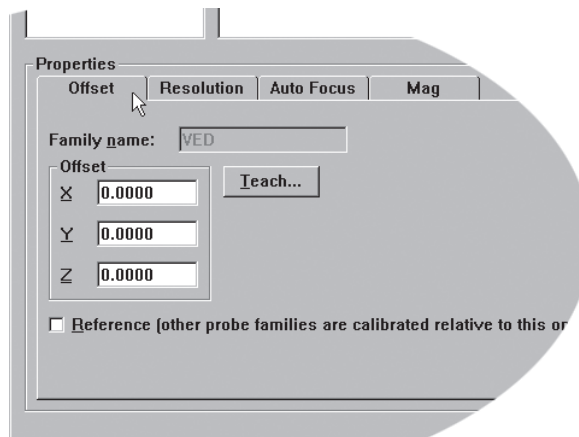 Properties
Offset Resolution Auto Focus Mag
Family name: VED
Offset
Teach...
X 0.0000
Y 0.0000
Z 0.0000
Reference (other probe families are calibrated relative to this